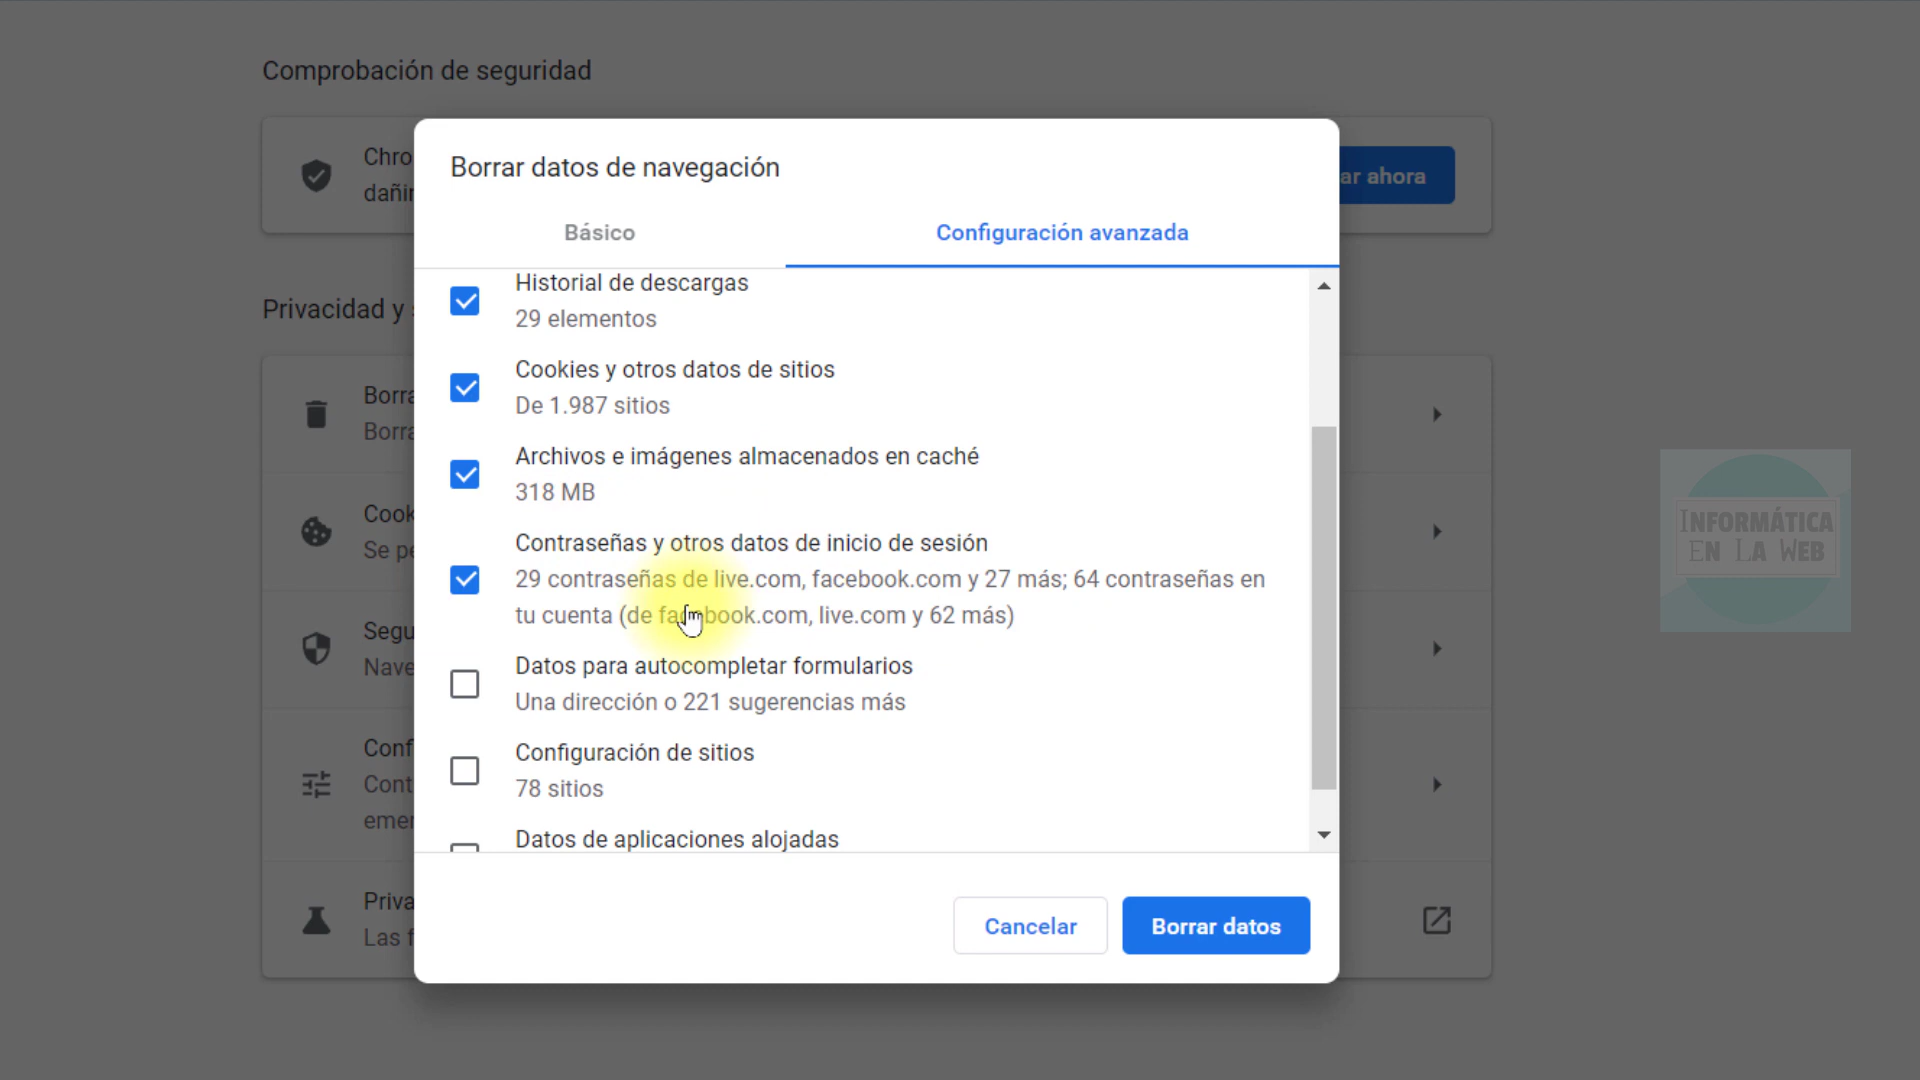 Comprobación de seguridad
Chro
dañir
ar ahora
Borrar datos de navegación
Básico
Configuración avanzada
Historial de descargas
29 elementos
Cookies y otros datos de sitios
De 1.987 sitios
Archivos e imágenes almacenados en caché
318 MB
Contraseñas y otros datos de inicio de sesión
29 contraseñas de live.com, facebook.com y 27 más; 64 contraseñas en
tu cuenta (de facebook.com, live.com y 62 más)
Datos para autocompletar formularios
Una dirección o 221 sugerencias más
Configuración de sitios
78 sitios
Datos de aplicaciones alojadas
Cancelar
Borrar datos
Privacidad y s
Borra
Borra
Cook
Se pe
Segu
Nave
Conf
Cont
emer
Priva
Las f
INFORMÁTICA
EN LA WEB